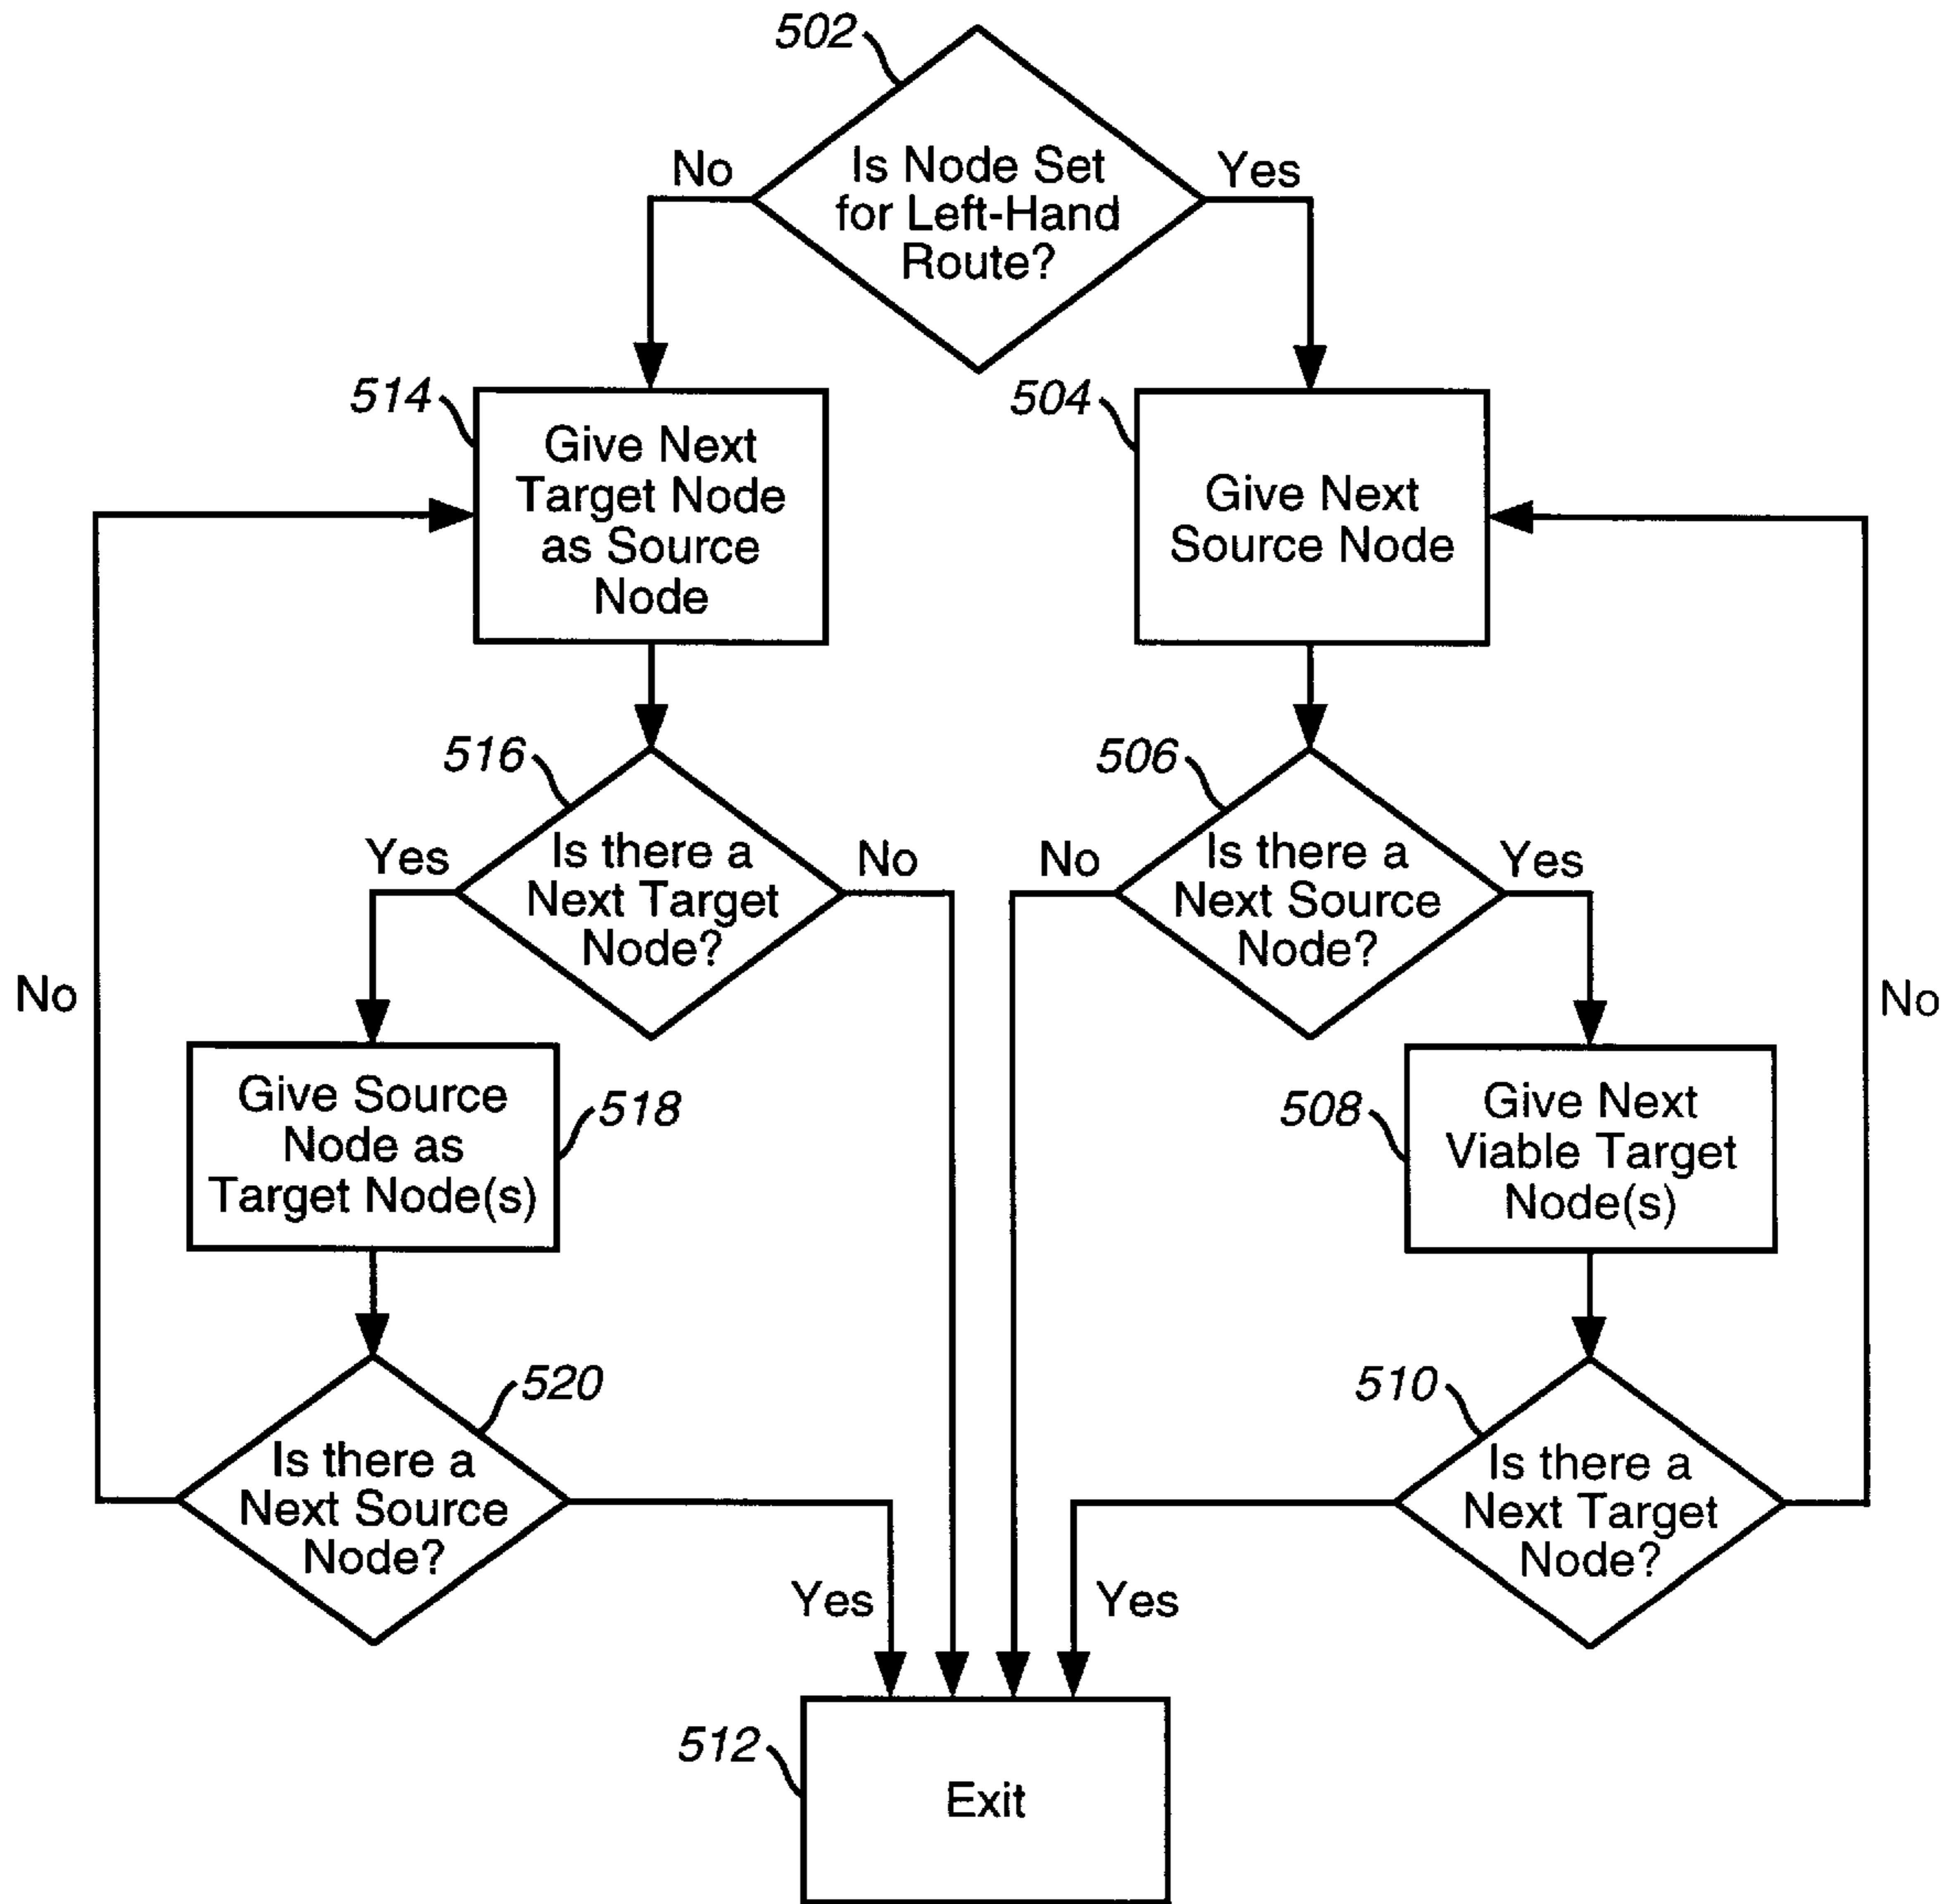 502
No
Is Node Set
for Left-Hand
Route?
Yes
514
Give Next
Target Node
as Source
Node
504
Give Next
Source Node
516
Yes
Is there a
Next Target
Node?
No
506
No
Is there a
Next Source
Node?
Yes
No
No
Give Source
Node as
Target Node(s)
518
508
Give Next
Viable Target
Node(s)
520
Is there a
Next Source
Node?
Yes
510
Is there a
Next Target
Node?
Yes
512
Exit